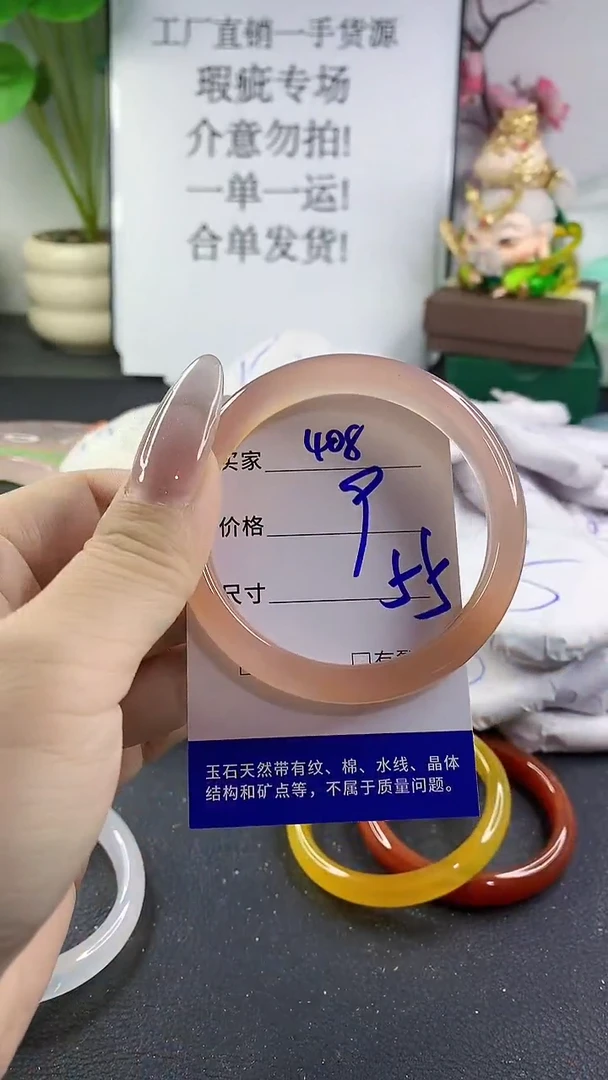 工厂直销一手货源
瑕疵专场
介意勿拍!
一单一运!
合单发货!
买家 408
价格
尺寸 55
玉石天然带有纹、棉、水线、晶体
结构和矿点等，不属于质量问题。